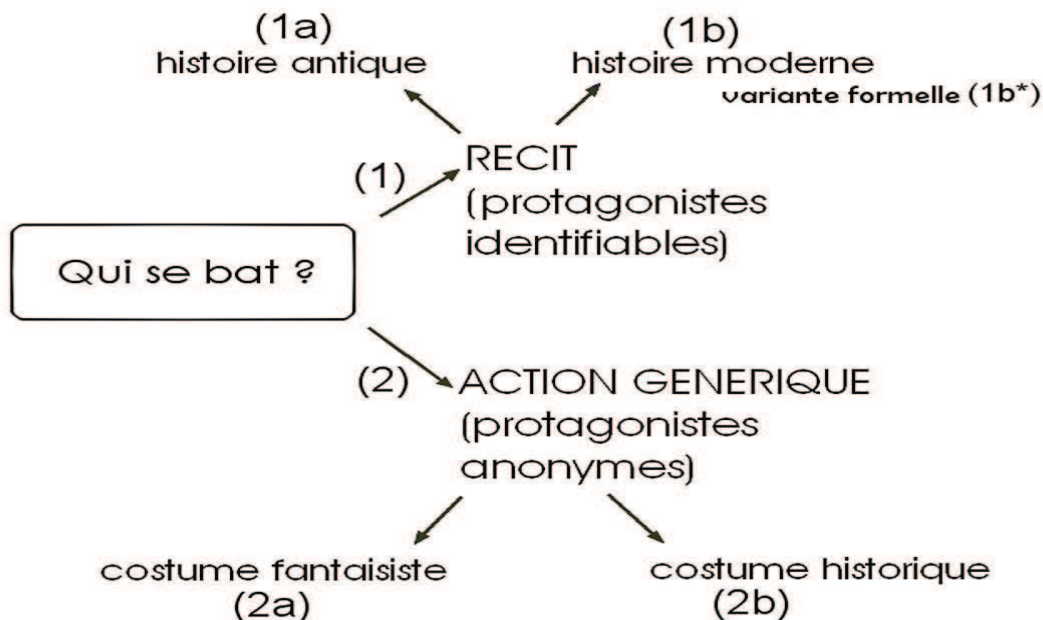 (1a)
histoire antique
(1b)
histoire moderne
variante formelle (1b*)
(1)
RECIT
(protagonistes
identifiables)
Qui se bat ?
(2)
ACTION GENERIQUE
(protagonistes
anonymes)
costume fantaisiste
(2a)
costume historique
(2b)